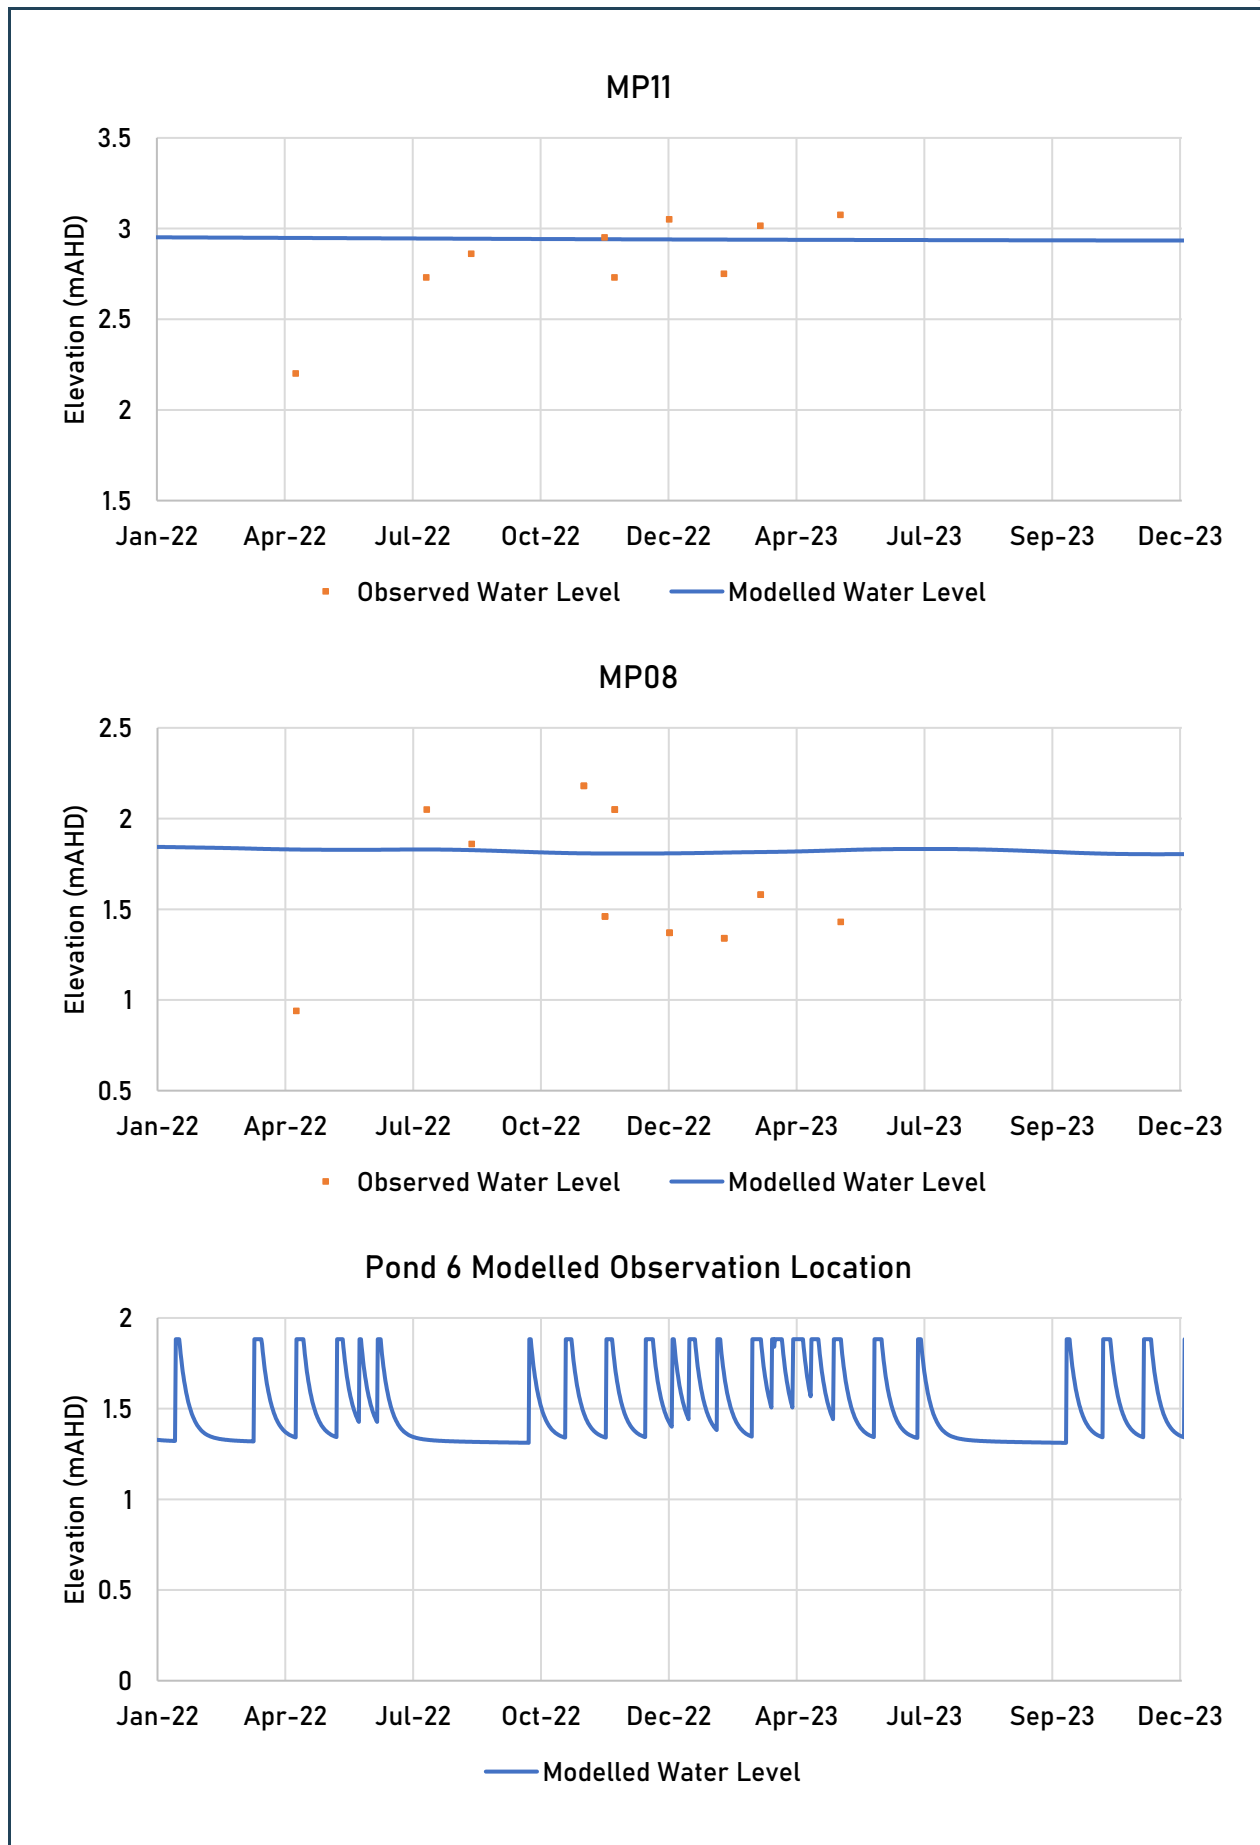 MP11
3.5
3
2.5
2
1.5
Elevation (mAHD)
Jan-22 Apr-22 Jul-22 Oct-22 Dec-22 Apr-23 Jul-23 Sep-23 Dec-23
Observed Water Level Modelled Water Level
MP08
2.5
2
1.5
1
0.5
Elevation (mAHD)
Jan-22 Apr-22 Jul-22 Oct-22 Dec-22 Apr-23 Jul-23 Sep-23 Dec-23
Observed Water Level Modelled Water Level
Pond 6 Modelled Observation Location
2
1.5
1
0.5
0
Elevation (mAHD)
Jan-22 Apr-22 Jul-22 Oct-22 Dec-22 Apr-23 Jul-23 Sep-23 Dec-23
Modelled Water Level